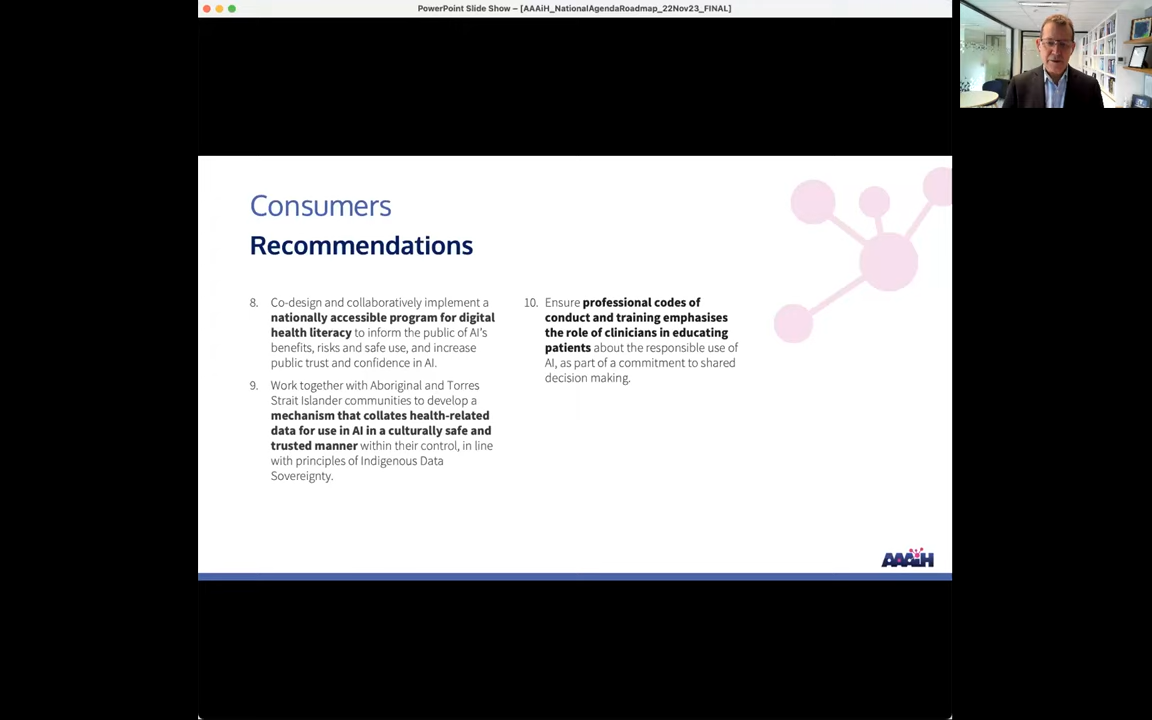 PowerPoint Slide Show – [AAAiH_NationalAgendaRoadmap_22Nov23_FINAL]
Consumers
Recommendations
8. Co-design and collaboratively implement a
nationally accessible program for digital
health literacy to inform the public of AI's
benefits, risks and safe use, and increase
public trust and confidence in AI.
9. Work together with Aboriginal and Torres
Strait Islander communities to develop a
mechanism that collates health-related
data for use in AI in a culturally safe and
trusted manner within their control, in line
with principles of Indigenous Data
Sovereignty.
10. Ensure professional codes of
conduct and training emphasises
the role of clinicians in educating
patients about the responsible use of
AI, as part of a commitment to shared
decision making.
AAAiH